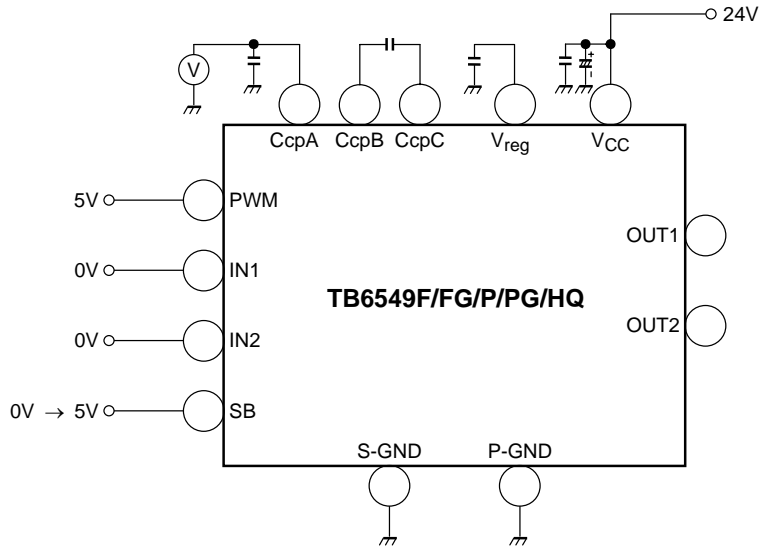 24V
V
+
-
CcpA CcpB CcpC Vreg VCC
5V PWM
OUT1
0V IN1
TB6549F/FG/P/PG/HQ
OUT2
0V IN2
0V → 5V SB
S-GND P-GND